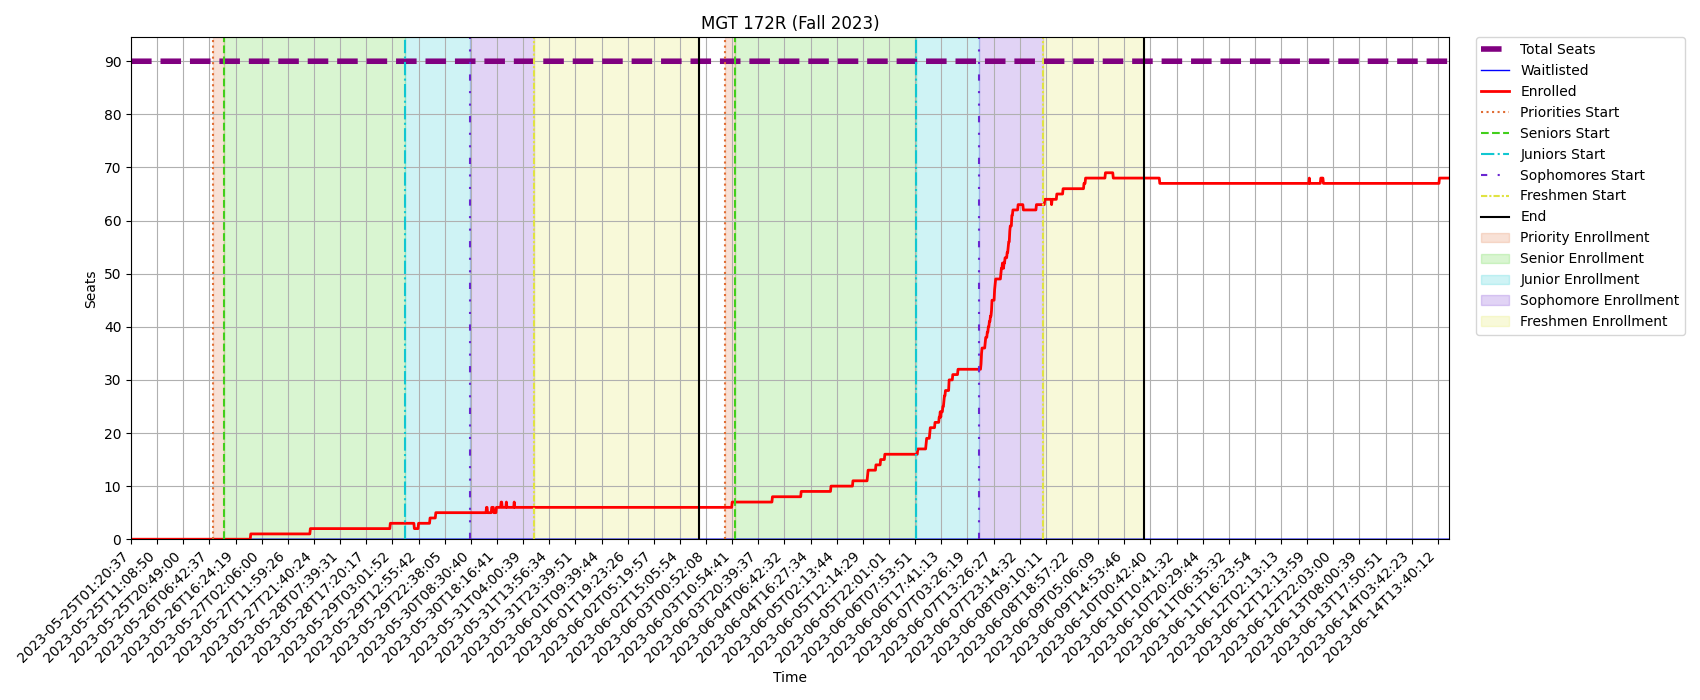 MGT 172R (Fall 2023)
Seats
90
80
70
60
50
40
30
20
10
0
2023-05-25T01:20:37
2023-05-25T11:08:50
2023-05-25T20:49:00
2023-05-26T06:42:37
2023-05-26T16:24:19
2023-05-27T02:06:00
2023-05-27T11:59:26
2023-05-27T21:40:24
2023-05-28T07:39:31
2023-05-28T17:20:17
2023-05-29T03:01:52
2023-05-29T12:55:42
2023-05-29T22:38:05
2023-05-30T08:30:40
2023-05-30T18:16:41
2023-05-31T04:00:39
2023-05-31T13:56:34
2023-05-31T23:39:51
2023-06-01T09:39:44
2023-06-01T19:23:26
2023-06-02T05:19:57
2023-06-02T15:05:54
2023-06-03T00:52:08
2023-06-03T10:54:41
2023-06-03T20:39:37
2023-06-04T06:42:32
2023-06-04T16:27:34
2023-06-05T02:13:44
2023-06-05T12:14:29
2023-06-05T22:01:01
2023-06-06T07:53:51
2023-06-06T17:41:13
2023-06-07T03:26:19
2023-06-07T13:26:27
2023-06-07T23:14:32
2023-06-08T09:10:11
2023-06-08T18:57:22
2023-06-09T05:06:09
2023-06-09T14:53:46
2023-06-10T00:42:40
2023-06-10T10:41:32
2023-06-10T20:29:44
2023-06-11T06:35:32
2023-06-11T16:23:54
2023-06-12T02:13:13
2023-06-12T12:13:59
2023-06-12T22:03:00
2023-06-13T08:00:39
2023-06-13T17:50:51
2023-06-14T03:42:23
2023-06-14T13:40:12
Time
Total Seats
Waitlisted
Enrolled
Priorities Start
Seniors Start
Juniors Start
Sophomores Start
Freshmen Start
End
Priority Enrollment
Senior Enrollment
Junior Enrollment
Sophomore Enrollment
Freshmen Enrollment